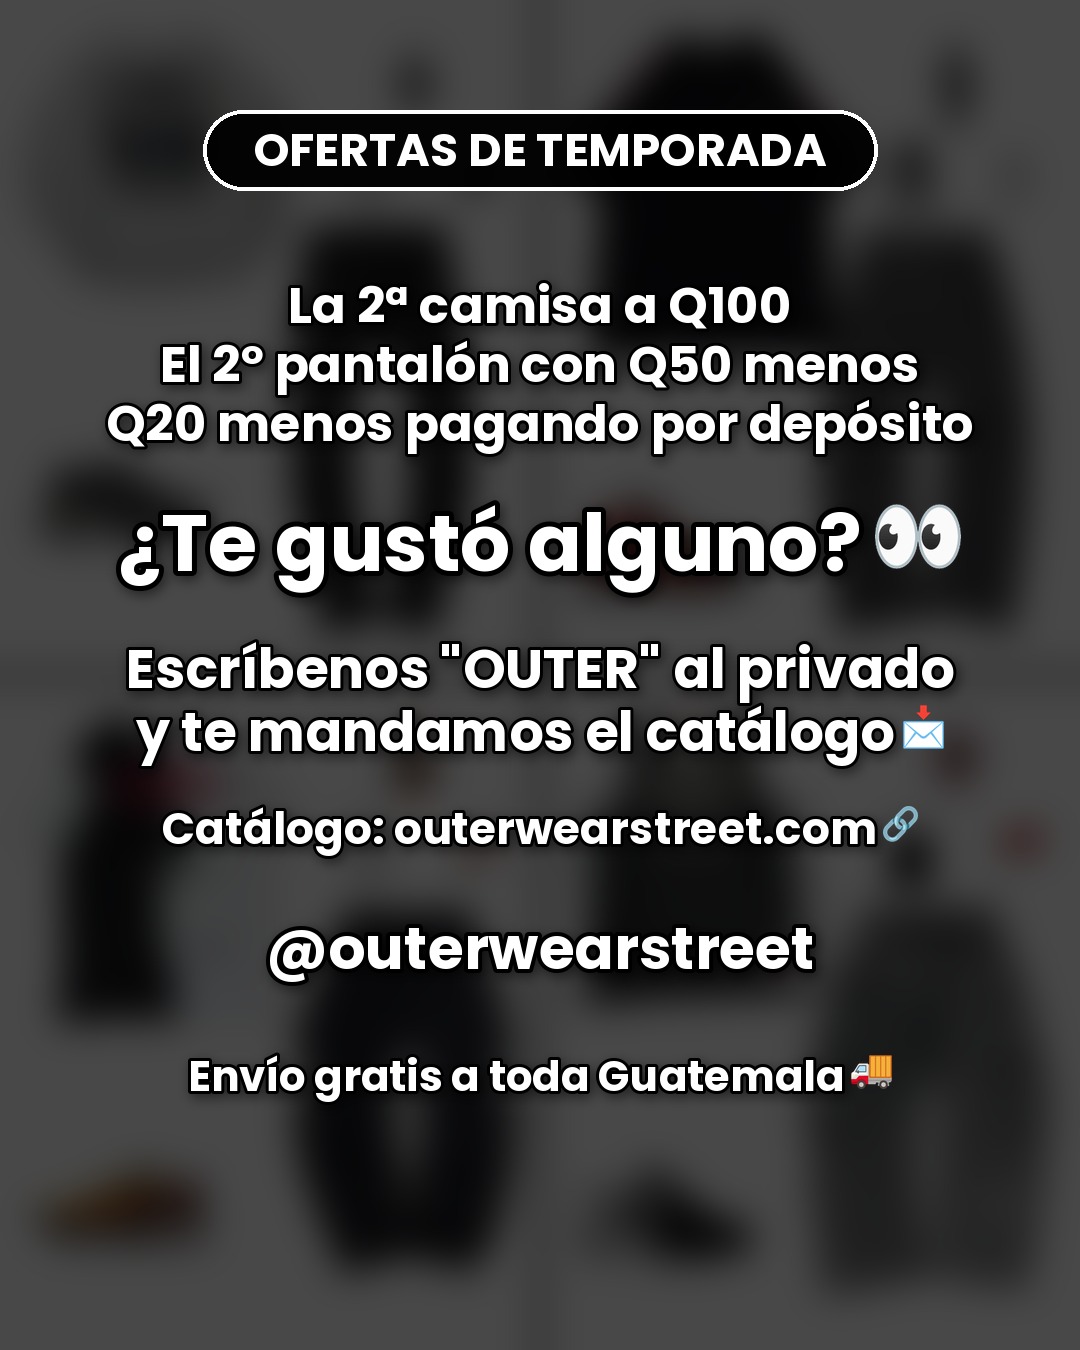 OFERTAS DE TEMPORADA
La 2ª camisa a Q100
El 2º pantalón con Q50 menos
Q20 menos pagando por depósito
¿Te gustó alguno? 👀
Escríbenos "OUTER" al privado
y te mandamos el catálogo 📩
Catálogo: outerwearstreet.com 🔗
@outerwearstreet
Envío gratis a toda Guatemala 🚚